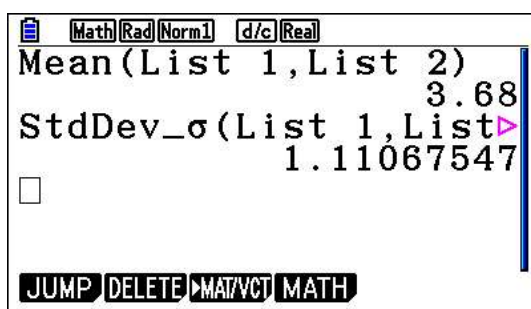 Math Rad Norm1 d/c Real
Mean(List 1,List 2)
3.68
StdDev_σ(List 1,List
1.11067547
JUMP DELETE ▶MAT/VCT MATH